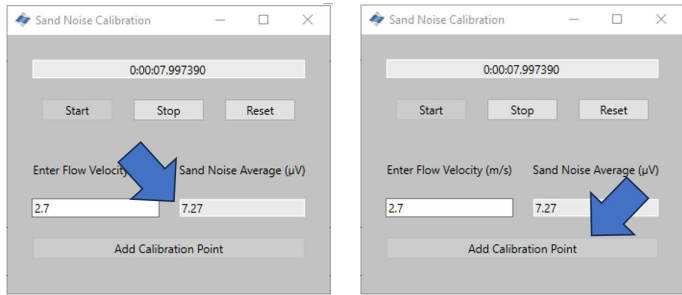 Sand Noise Calibration
0:00:07.997390
Start Stop Reset
Enter Flow Velocity Sand Noise Average (µV)
2.7 7.27
Add Calibration Point
Sand Noise Calibration
0:00:07.997390
Start Stop Reset
Enter Flow Velocity (m/s) Sand Noise Average (µV)
2.7 7.27
Add Calibration Point